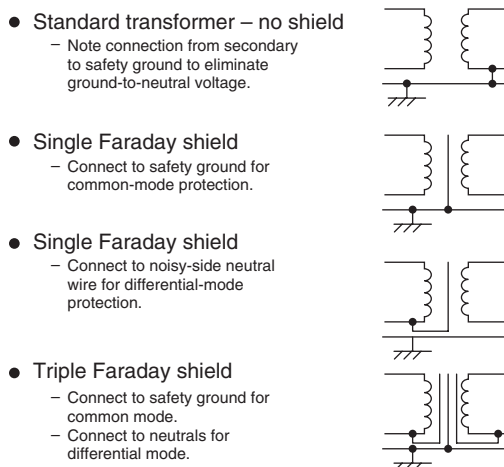 • Standard transformer – no shield
– Note connection from secondary
to safety ground to eliminate
ground-to-neutral voltage.
• Single Faraday shield
– Connect to safety ground for
common-mode protection.
• Single Faraday shield
– Connect to noisy-side neutral
wire for differential-mode
protection.
• Triple Faraday shield
– Connect to safety ground for
common mode.
– Connect to neutrals for
differential mode.